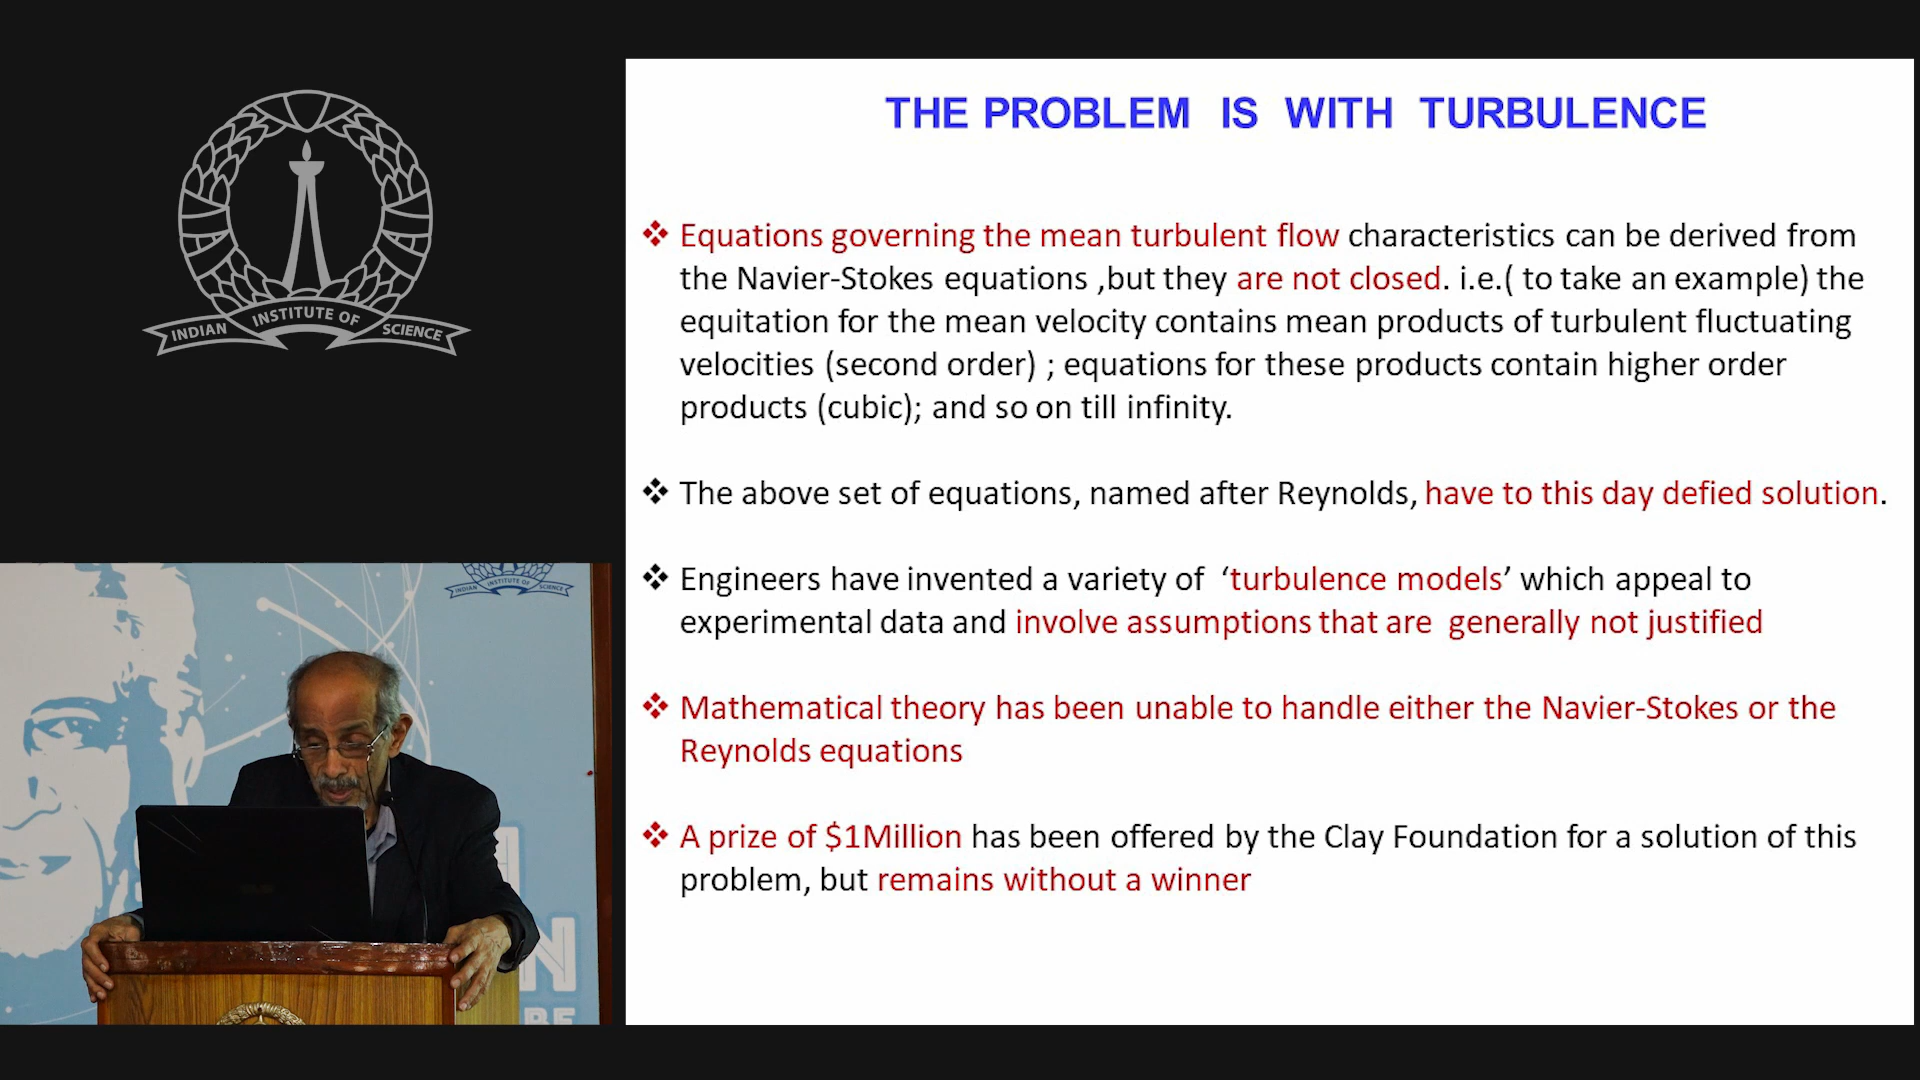 INDIAN INSTITUTE OF SCIENCE
THE PROBLEM IS WITH TURBULENCE
❖ Equations governing the mean turbulent flow characteristics can be derived from
the Navier-Stokes equations ,but they are not closed. i.e.( to take an example) the
equitation for the mean velocity contains mean products of turbulent fluctuating
velocities (second order) ; equations for these products contain higher order
products (cubic); and so on till infinity.
❖ The above set of equations, named after Reynolds, have to this day defied solution.
❖ Engineers have invented a variety of ‘turbulence models’ which appeal to
experimental data and involve assumptions that are generally not justified
❖ Mathematical theory has been unable to handle either the Navier-Stokes or the
Reynolds equations
❖ A prize of $1Million has been offered by the Clay Foundation for a solution of this
problem, but remains without a winner
INDIAN INSTITUTE OF SCIENCE